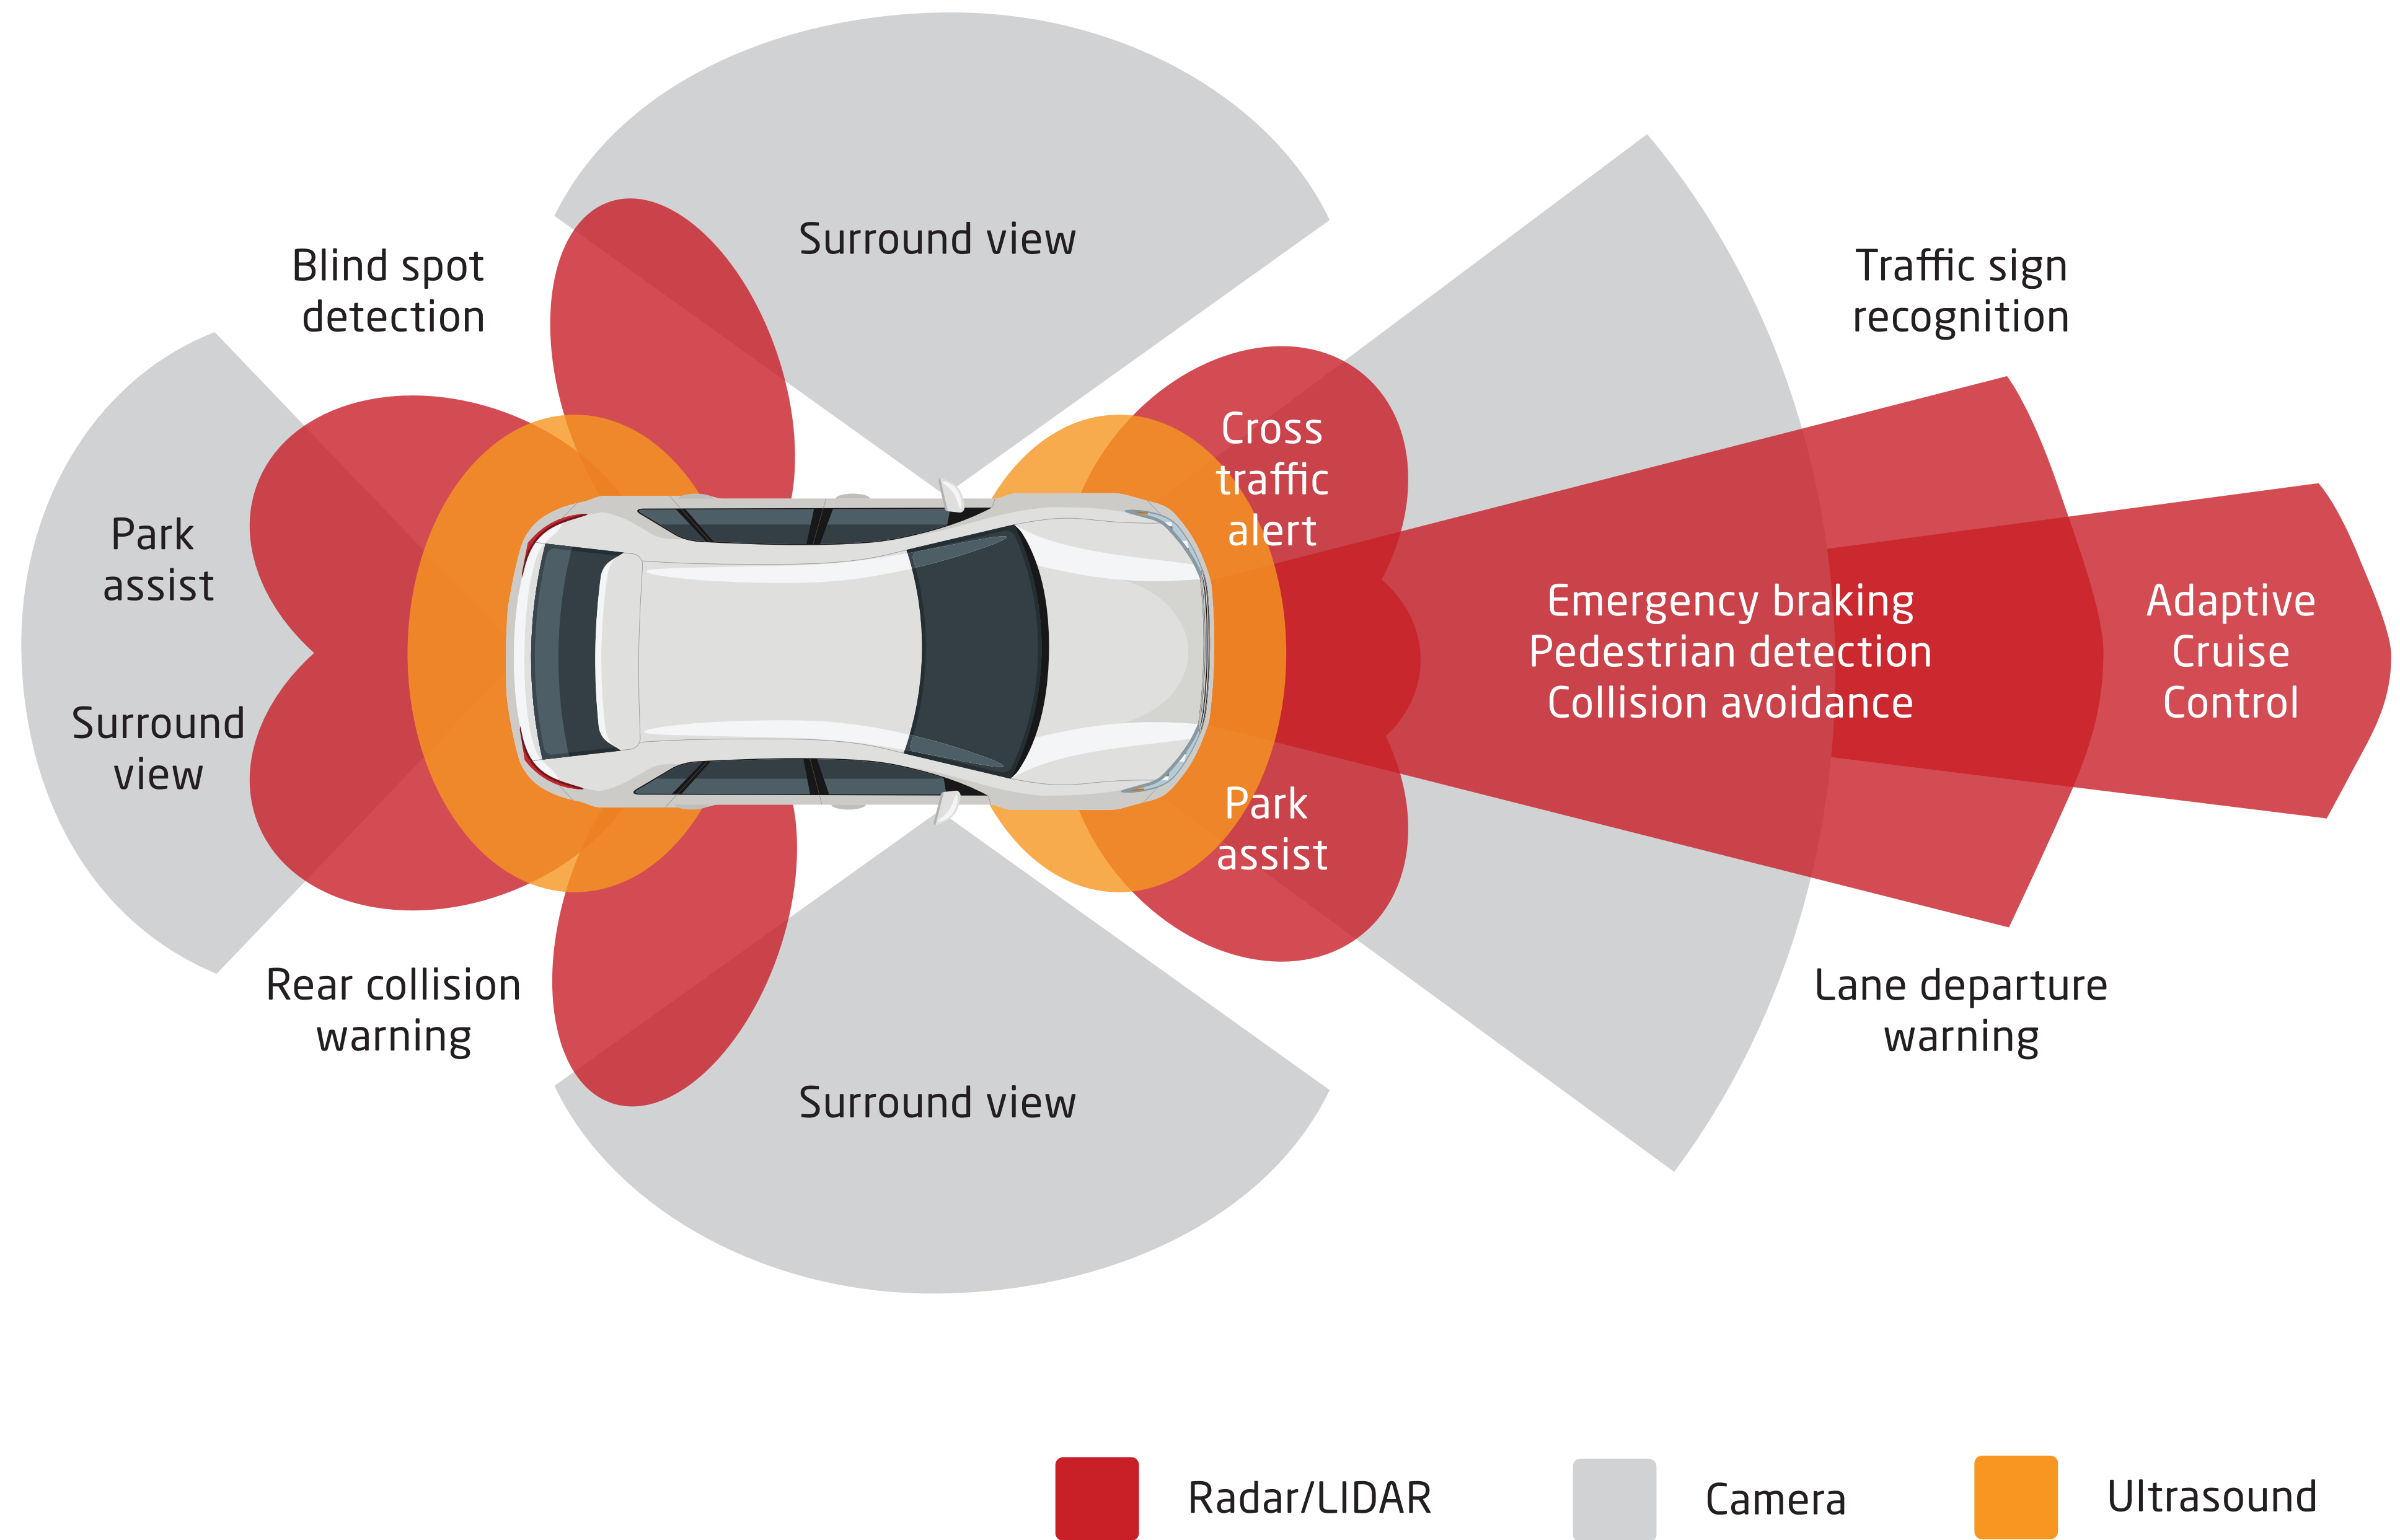 Surround view
Blind spot
detection
Traffic sign
recognition
Cross
traffic
alert
Park
assist
Surround
view
Emergency braking
Pedestrian detection
Collision avoidance
Adaptive
Cruise
Control
Park
assist
Rear collision
warning
Lane departure
warning
Surround view
Radar/LIDAR
Camera
Ultrasound